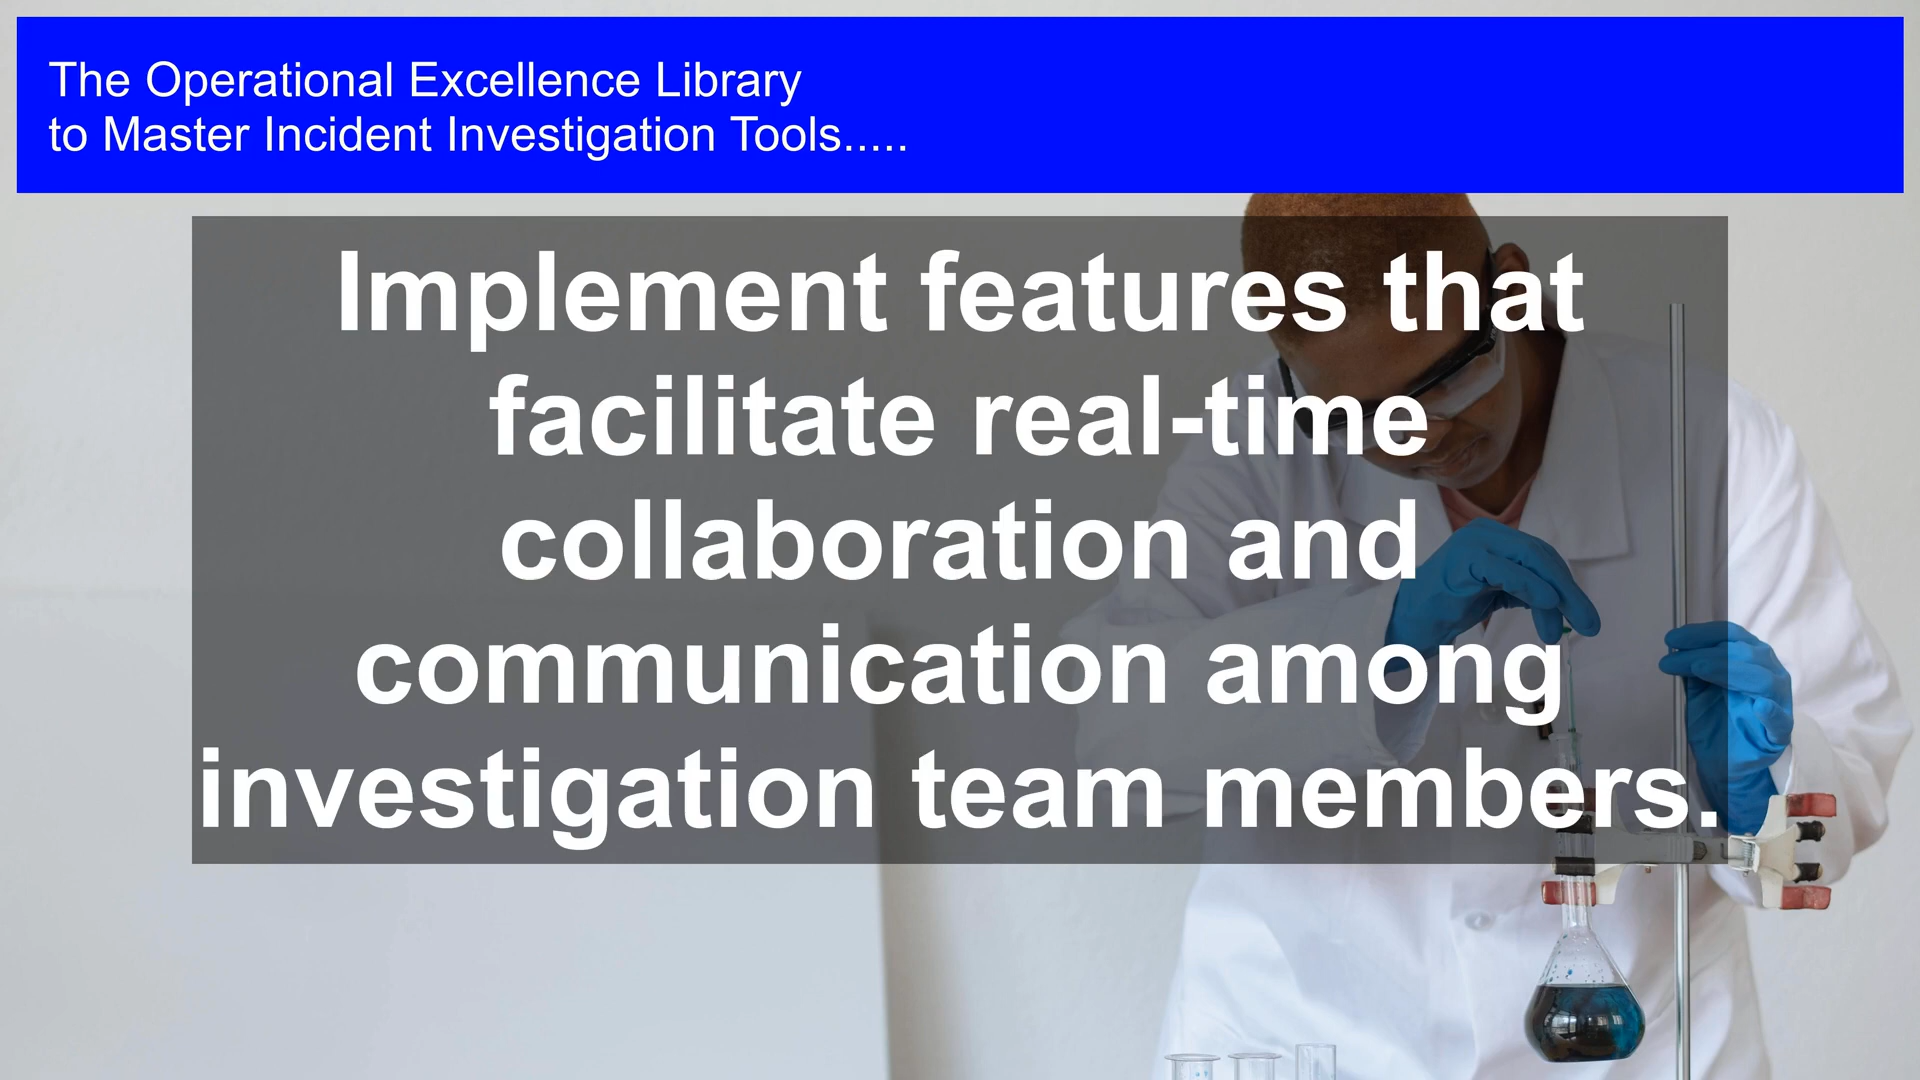 The Operational Excellence Library
to Master Incident Investigation Tools.....
Implement features that
facilitate real-time
collaboration and
communication among
investigation team members.